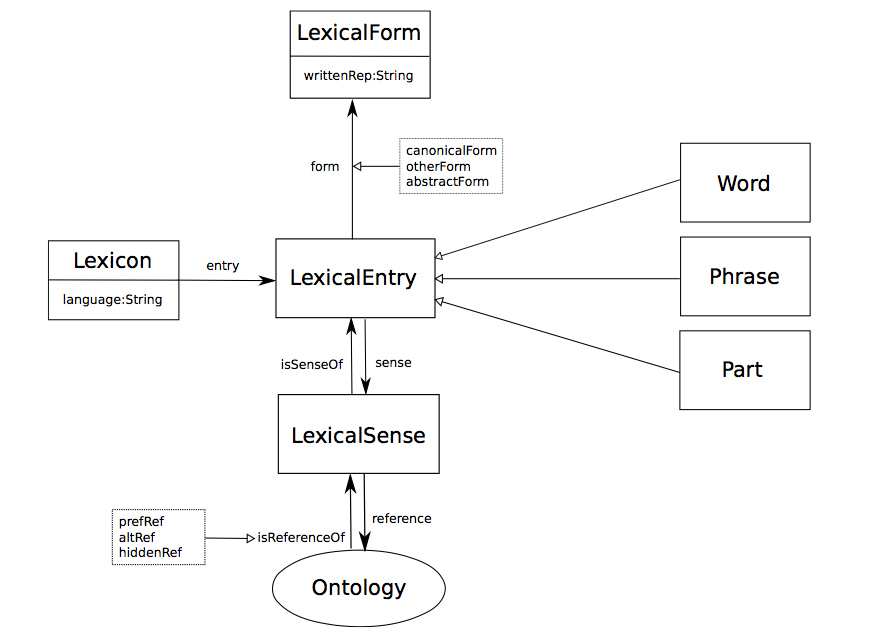 LexicalForm
writtenRep:String
form
canonicalForm
otherForm
abstractForm
Word
Lexicon
language:String
entry
LexicalEntry
Phrase
isSenseOf
sense
Part
LexicalSense
prefRef
altRef
hiddenRef
isReferenceOf
reference
Ontology